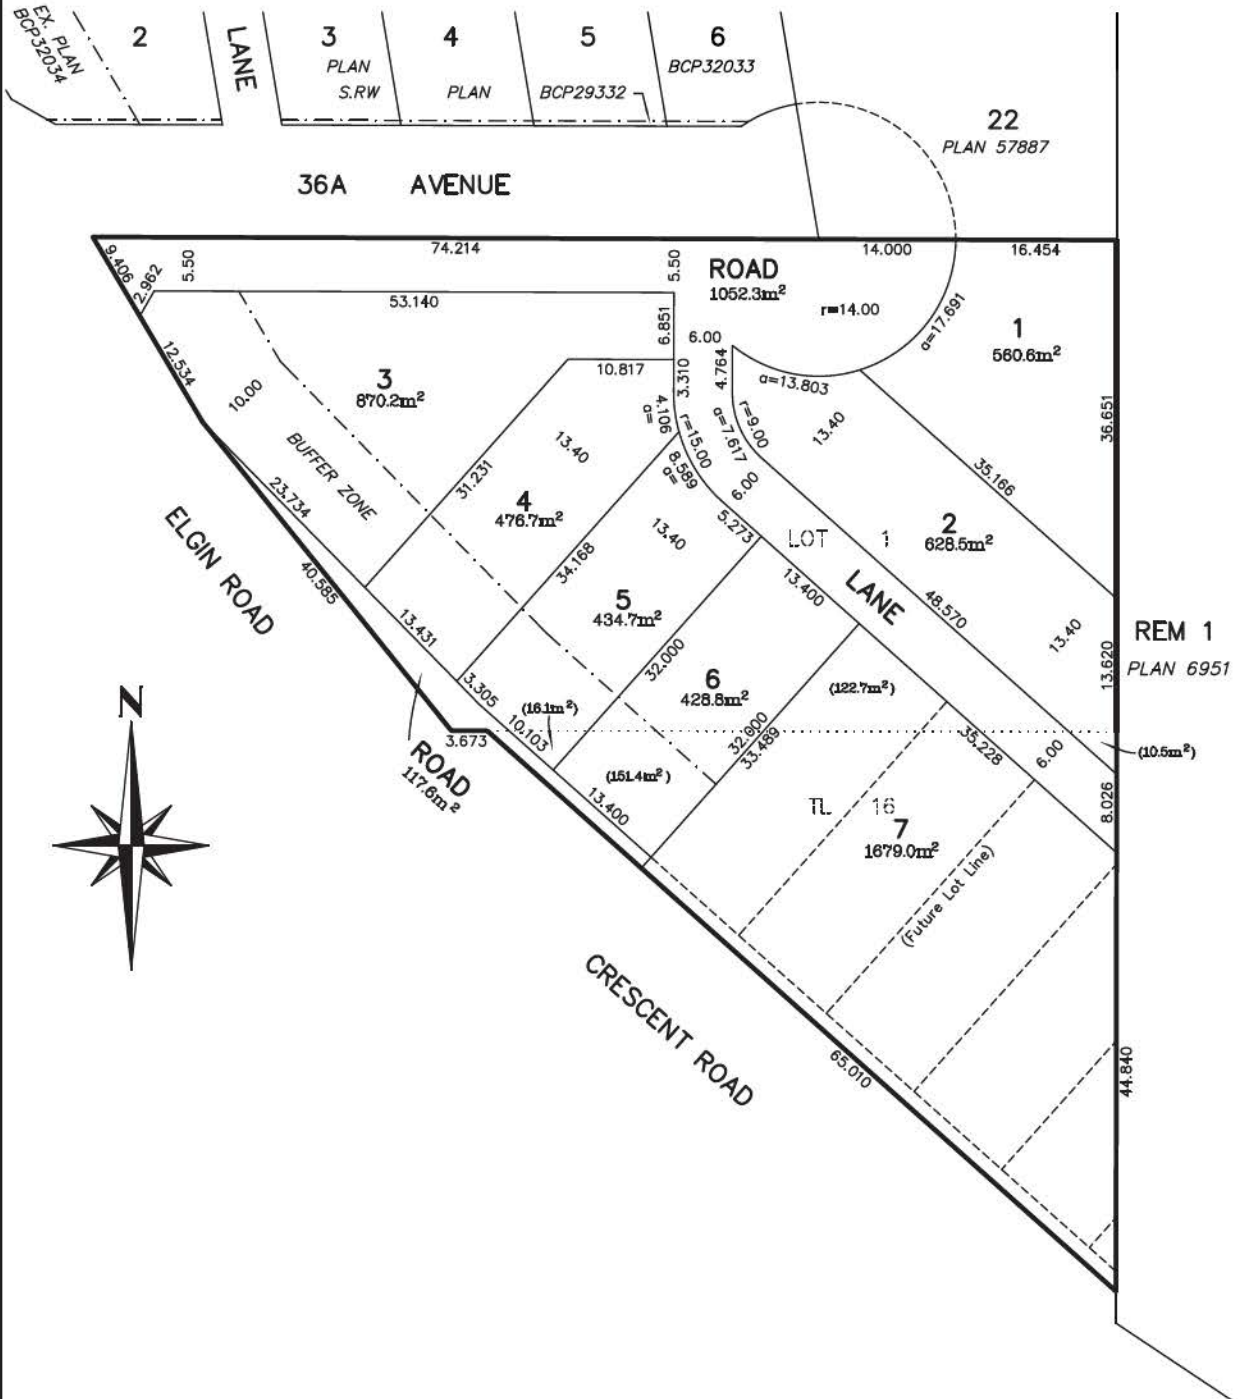 EX. PLAN
BCP32034
2
LANE
3
PLAN
S.RW
4
PLAN
5
BCP29332
6
BCP32033
22
PLAN 57887
36A AVENUE
74.214
14.000
16.454
9.406
2.962
5.50
5.50
ROAD
1052.3m²
r=14.00
a=17.691
1
560.6m²
53.140
6.851
6.00
12.534
10.00
3
870.2m²
10.817
3.310
4.764
a=13.803
36.651
4.106
a=
r=15.00
a=7.617
r=9.00
13.40
BUFFER ZONE
31.231
13.40
8.589
a=
6.00
35.166
23.734
4
476.7m²
13.40
5.273
LOT 1
2
628.5m²
ELGIN ROAD
40.585
34.168
13.400
LANE
48.570
5
434.7m²
13.431
13.40
13.620
REM 1
PLAN 6951
32.000
3.305
6
428.8m²
(122.7m²)
(16.1m²)
N
3.673
10.103
32.000
33.489
35.228
6.00
(10.5m²)
ROAD
117.6m²
(151.4m²)
13.400
TL 16
7
1679.0m²
8.026
(Future Lot Line)
CRESCENT ROAD
65.010
44.840